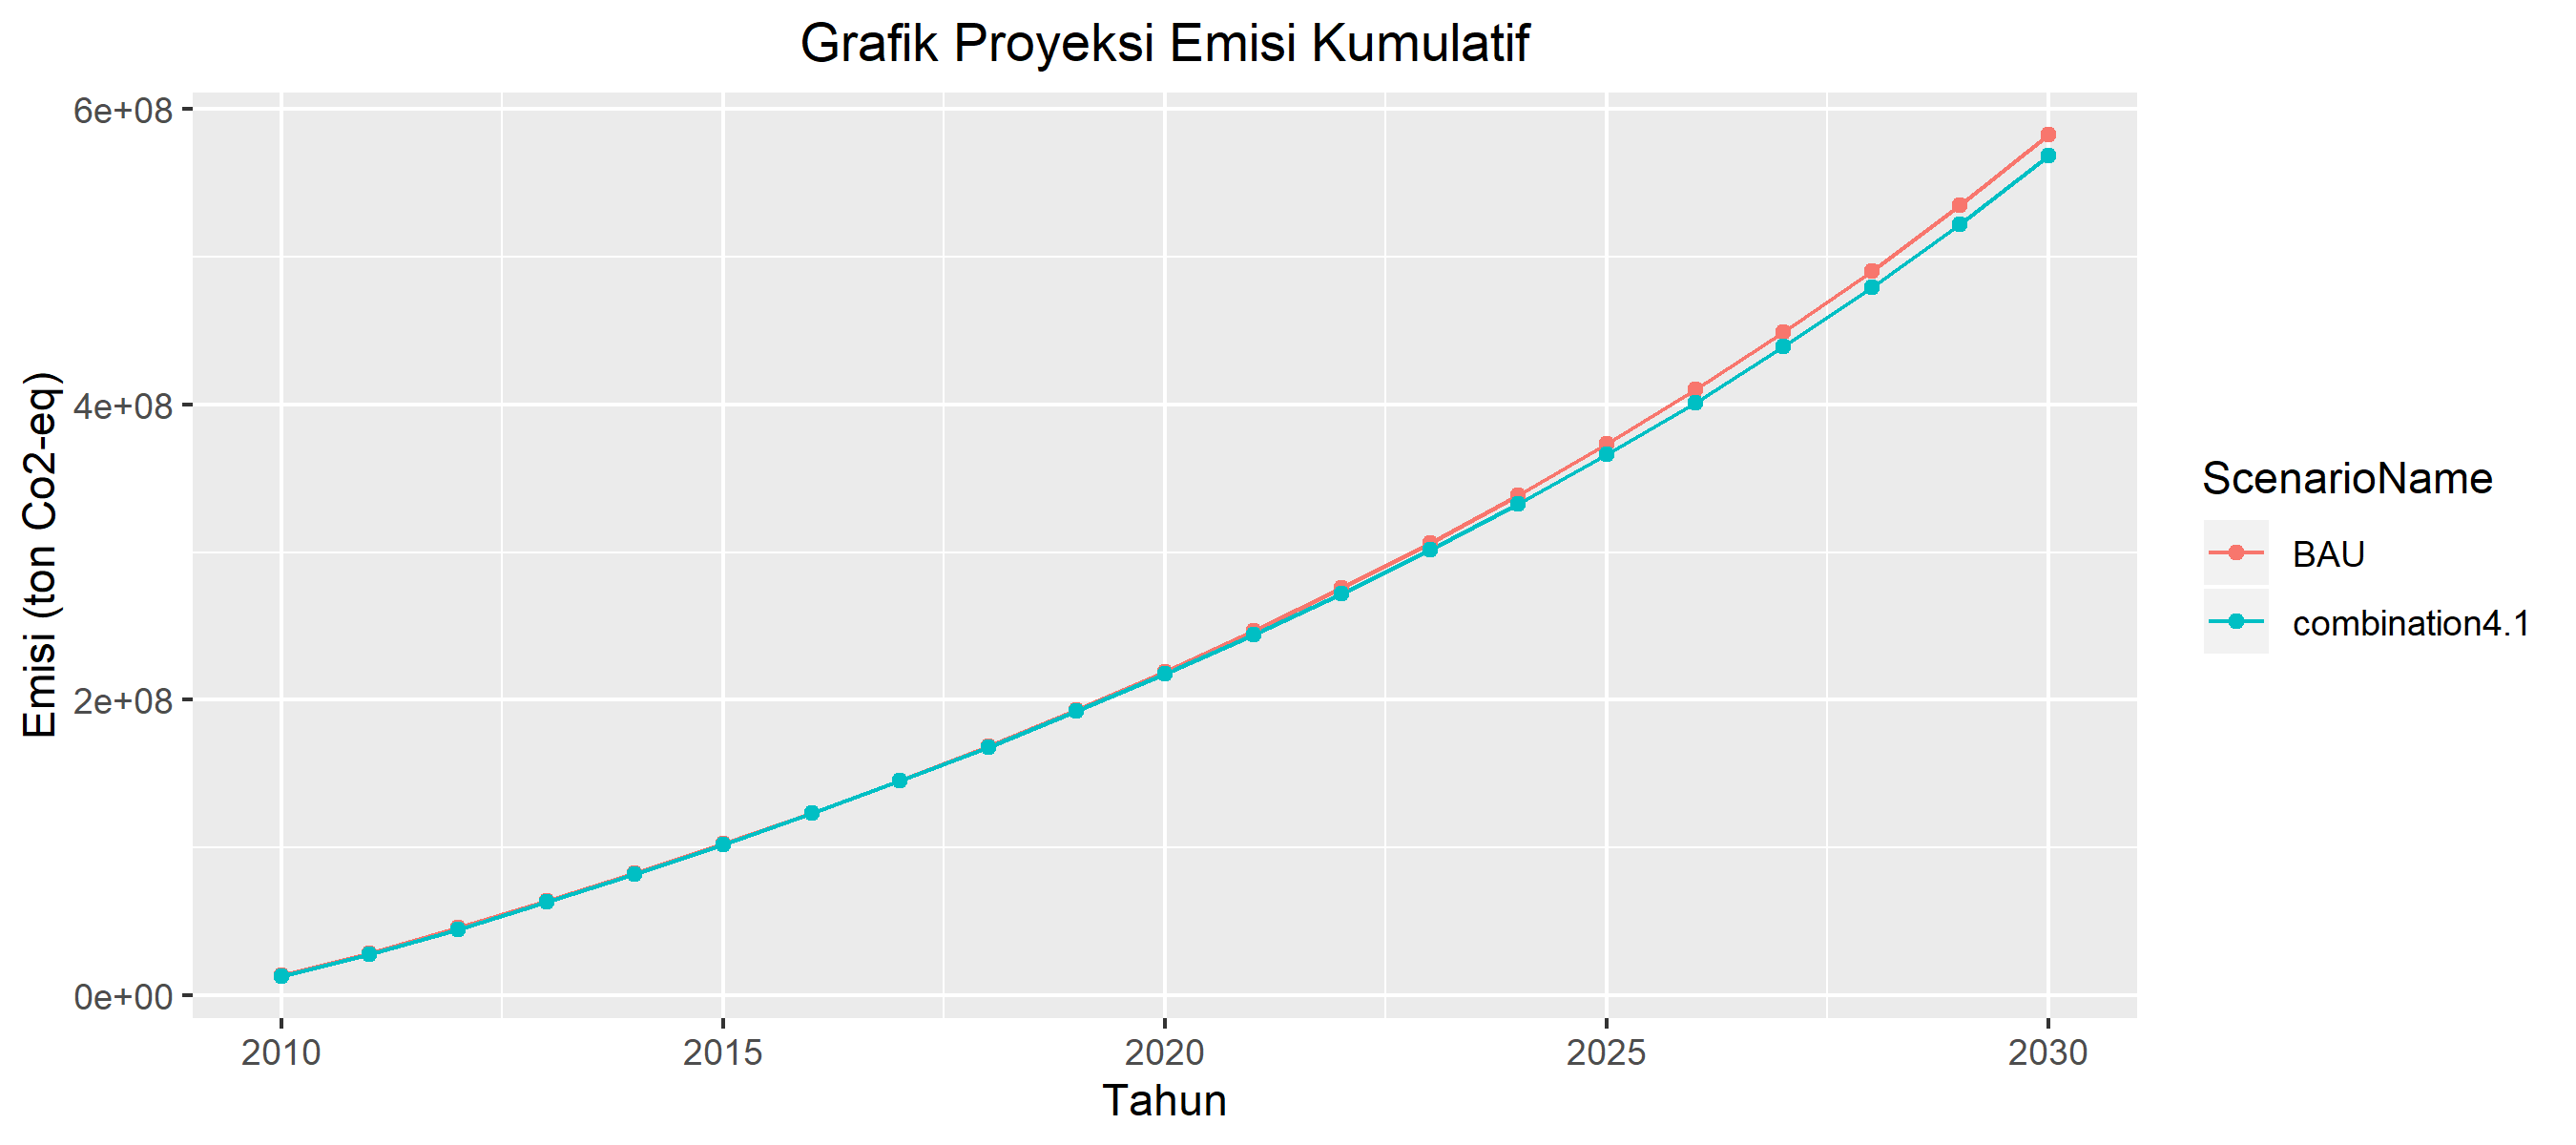 Grafik Proyeksi Emisi Kumulatif
Emisi (ton Co2-eq)
6e+08
4e+08
2e+08
0e+00
2010
2015
2020
2025
2030
Tahun
ScenarioName
BAU
combination4.1